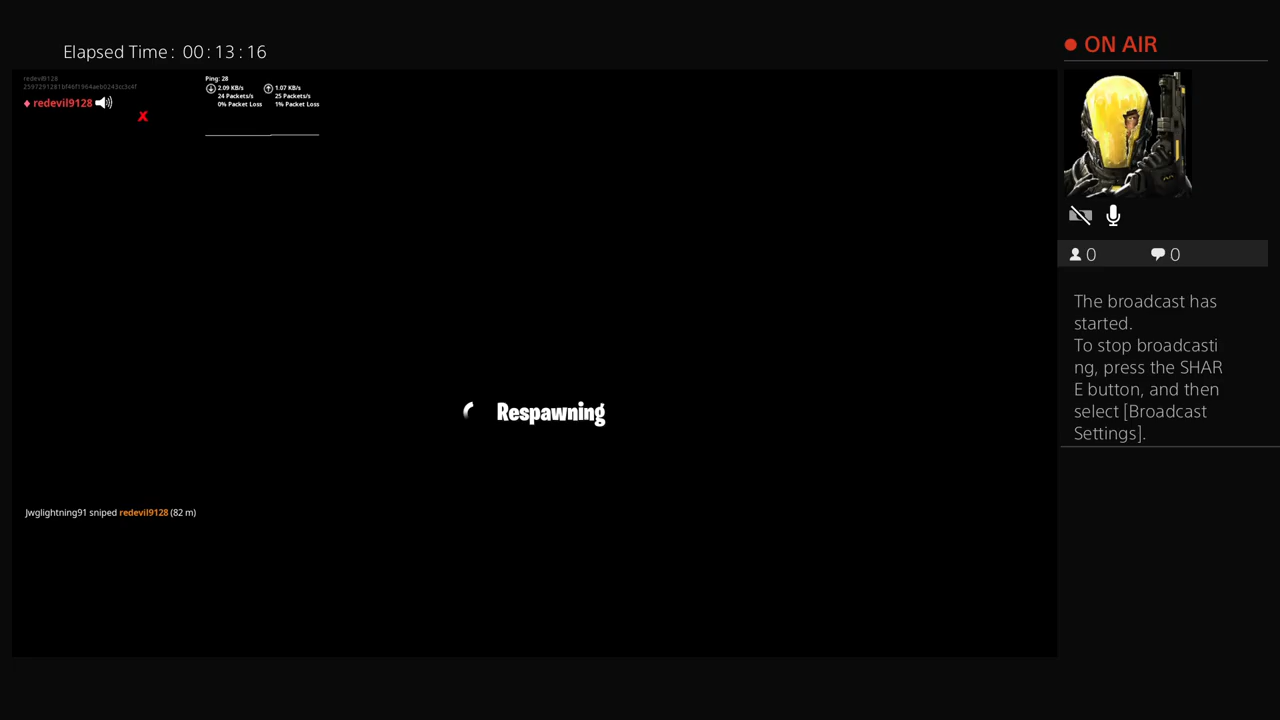 Elapsed Time: 00:13:16
ON AIR
redevil9128
Ping: 28
2.09 KB/s
1.07 KB/s
24 Packets/s
25 Packets/s
0% Packet Loss
1% Packet Loss
redevil9128
X
0
0
The broadcast has
started.
To stop broadcasti
ng, press the SHAR
E button, and then
select [Broadcast
Settings].
Respawning
Jwglightning91 sniped redevil9128 (82 m)